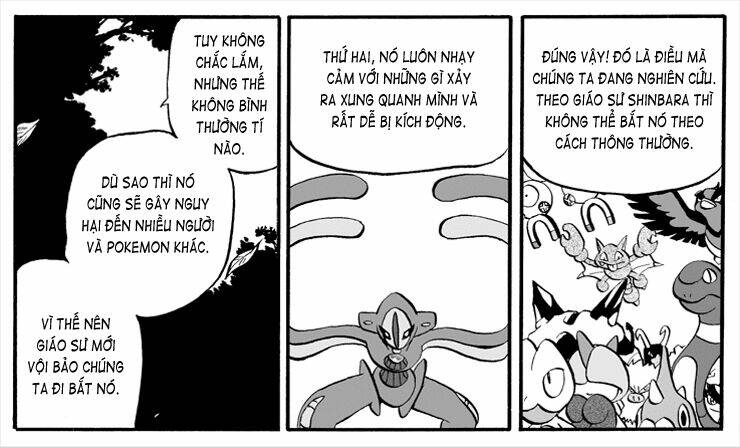 TUY KHÔNG
CHẮC LẮM,
NHƯNG THẾ
KHÔNG BÌNH
THƯỜNG TÍ
NÀO.
DÙ SAO THÌ NÓ
CŨNG SẼ GÂY NGUY
HẠI ĐẾN NHIỀU NGƯỜI
VÀ POKEMON KHÁC.
VÌ THẾ NÊN
GIÁO SƯ MỚI
VỘI BẢO CHÚNG
TA ĐI BẮT NÓ.
THỨ HAI, NÓ LUÔN NHẠY
CẢM VỚI NHỮNG GÌ XẢY
RA XUNG QUANH MÌNH VÀ
RẤT DỄ BỊ KÍCH ĐỘNG.
ĐÚNG VẬY! ĐÓ LÀ ĐIỀU MÀ
CHÚNG TA ĐANG NGHIÊN CỨU.
THEO GIÁO SƯ SHINBARA THÌ
KHÔNG THỂ BẮT NÓ THEO
CÁCH THÔNG THƯỜNG.